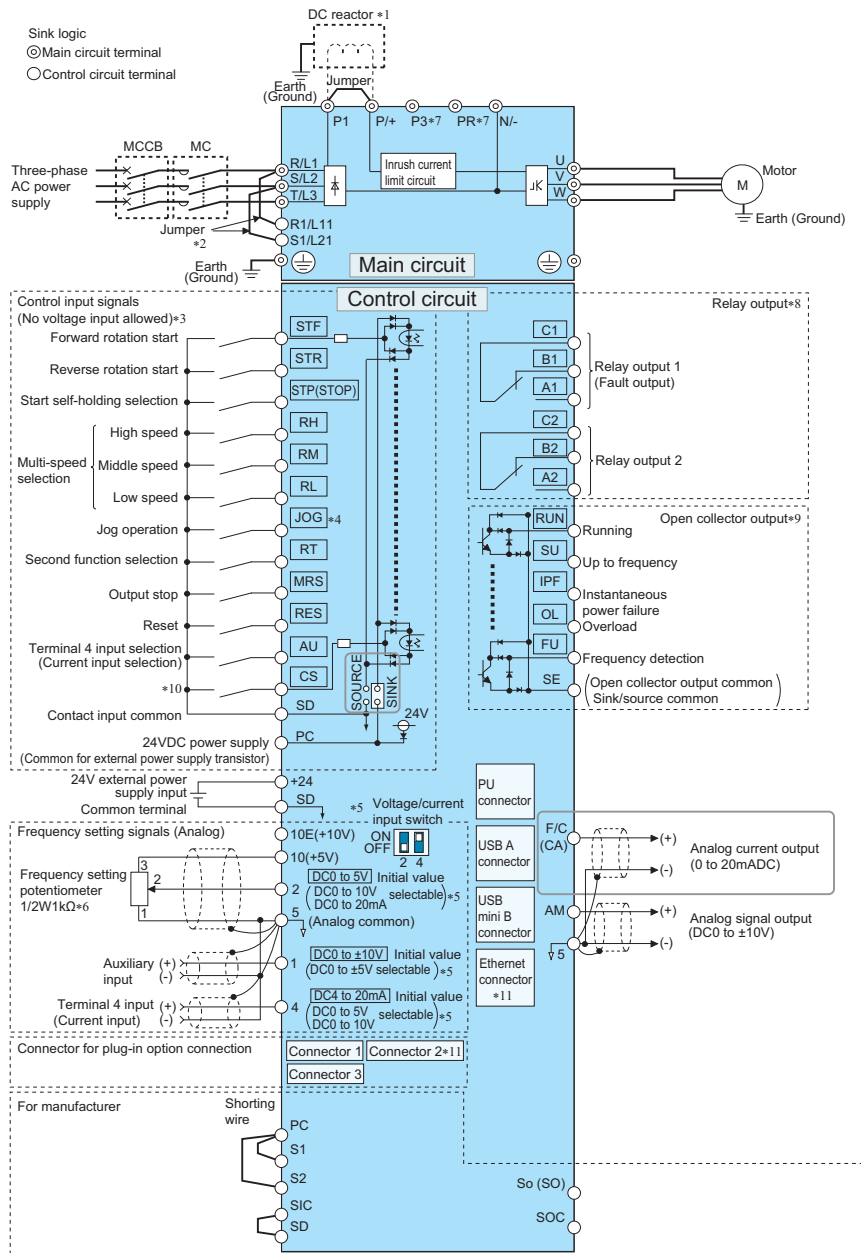 Sink logic
Main circuit terminal
Control circuit terminal
DC reactor *1
Earth
(Ground)
Jumper
P1
P/+
P3*7
PR*7
N/-
MCCB
MC
Three-phase
AC power
supply
R/L1
S/L2
T/L3
R1/L11
S1/L21
Jumper
*2
Earth
(Ground)
Inrush current
limit circuit
U
V
W
Motor
M
Earth (Ground)
Main circuit
Control circuit
Control input signals
(No voltage input allowed)*3
Forward rotation start
STF
Reverse rotation start
STR
Start self-holding selection
STP(STOP)
Multi-speed
selection
High speed
RH
Middle speed
RM
Low speed
RL
Jog operation
JOG *4
Second function selection
RT
Output stop
MRS
Reset
RES
Terminal 4 input selection
(Current input selection)
AU
*10
CS
Contact input common
SD
SOURCE
SINK
24V
24VDC power supply
(Common for external power supply transistor)
PC
Relay output*8
C1
B1
A1
Relay output 1
(Fault output)
C2
B2
A2
Relay output 2
Open collector output*9
RUN
Running
SU
Up to frequency
IPF
Instantaneous
power failure
OL
Overload
FU
Frequency detection
SE
(Open collector output common
Sink/source common)
24V external power
supply input
Common terminal
+24
SD
*5 Voltage/current
input switch
ON
OFF
2 4
Frequency setting signals (Analog)
10E(+10V)
10(+5V)
Frequency setting
potentiometer
1/2W1kΩ*6
3
2
1
2
DC0 to 5V Initial value
(DC0 to 10V
DC0 to 20mA selectable)*5
5
(Analog common)
Auxiliary
input
(+)
(-)
1
DC0 to ±10V Initial value
(DC0 to ±5V selectable)*5
Terminal 4 input
(Current input)
(+)
(-)
4
DC4 to 20mA Initial value
(DC0 to 5V
DC0 to 10V selectable)*5
PU
connector
USB A
connector
USB
mini B
connector
Ethernet
connector
*11
F/C
(CA)
(+)
(-)
Analog current output
(0 to 20mADC)
AM
5
(+)
(-)
Analog signal output
(DC0 to ±10V)
Connector for plug-in option connection
Connector 1
Connector 2*11
Connector 3
For manufacturer
Shorting
wire
PC
S1
S2
SIC
SD
So (SO)
SOC